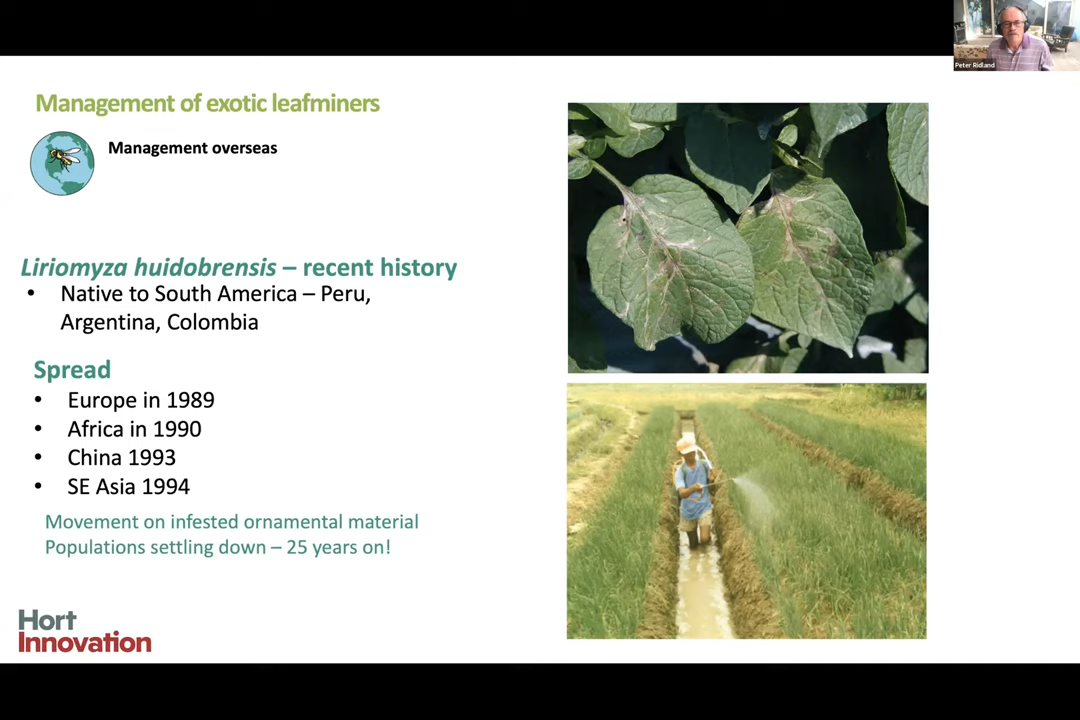 Peter Ridland
Management of exotic leafminers
Management overseas
Liriomyza huidobrensis – recent history
• Native to South America – Peru,
Argentina, Colombia
Spread
• Europe in 1989
• Africa in 1990
• China 1993
• SE Asia 1994
Movement on infested ornamental material
Populations settling down – 25 years on!
Hort
Innovation